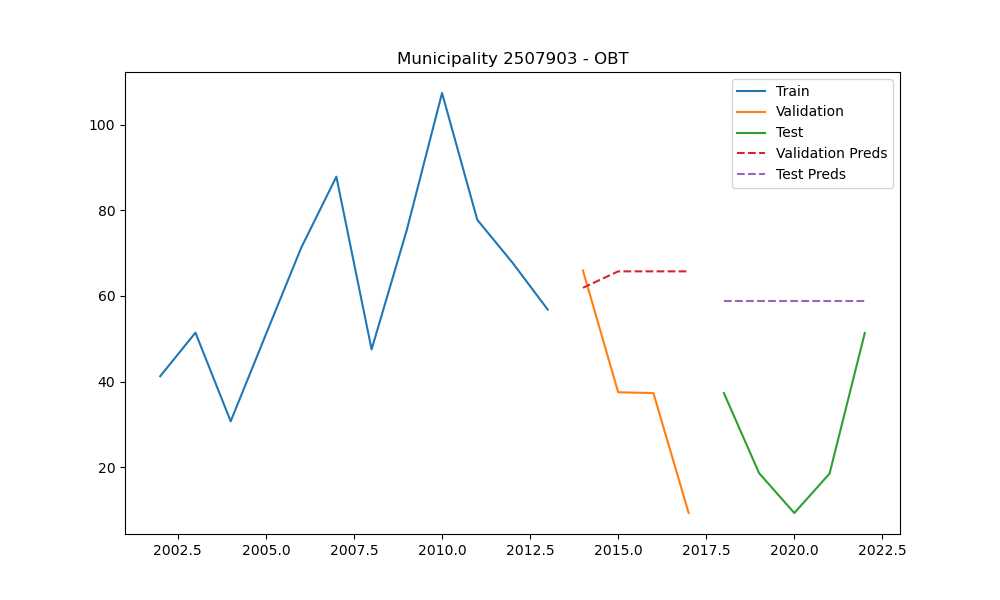 Municipality 2507903 - OBT
Train
Validation
Test
Validation Preds
Test Preds
100
80
60
40
20
2002.5 2005.0 2007.5 2010.0 2012.5 2015.0 2017.5 2020.0 2022.5